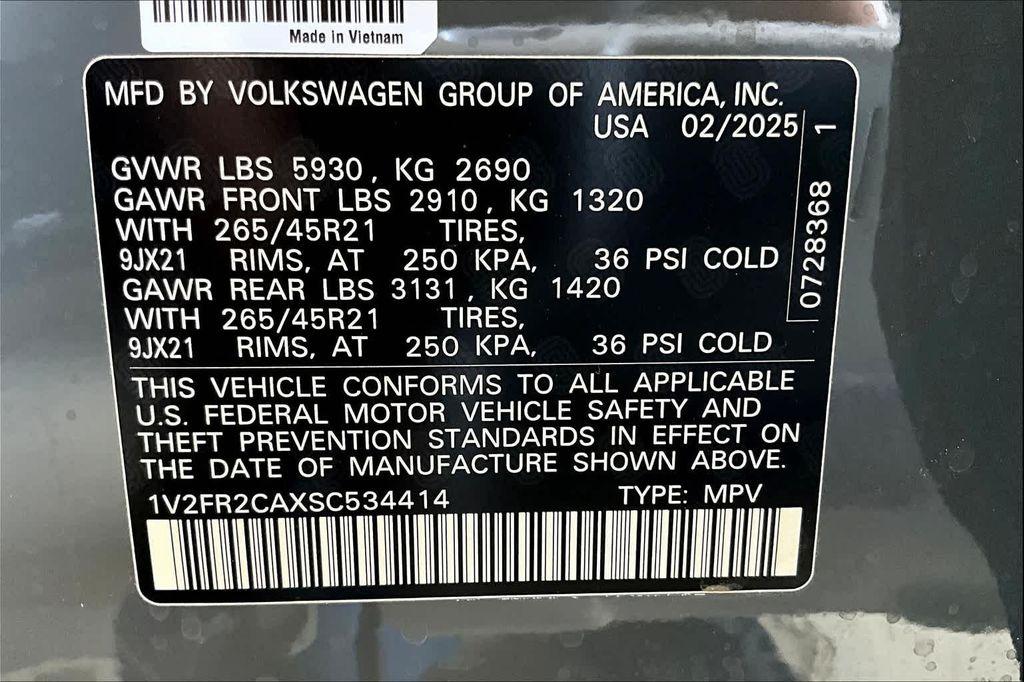 Made in Vietnam
MFD BY VOLKSWAGEN GROUP OF AMERICA, INC.
USA 02/2025
GVWR LBS 5930, KG 2690
GAWR FRONT LBS 2910, KG 1320
WITH 265/45R21 TIRES,
9JX21 RIMS, AT 250 KPA, 36 PSI COLD
GAWR REAR LBS 3131, KG 1420
WITH 265/45R21 TIRES,
9JX21 RIMS, AT 250 KPA, 36 PSI COLD
0728368 1
THIS VEHICLE CONFORMS TO ALL APPLICABLE
U.S. FEDERAL MOTOR VEHICLE SAFETY AND
THEFT PREVENTION STANDARDS IN EFFECT ON
THE DATE OF MANUFACTURE SHOWN ABOVE.
1V2FR2CAXSC534414 TYPE: MPV